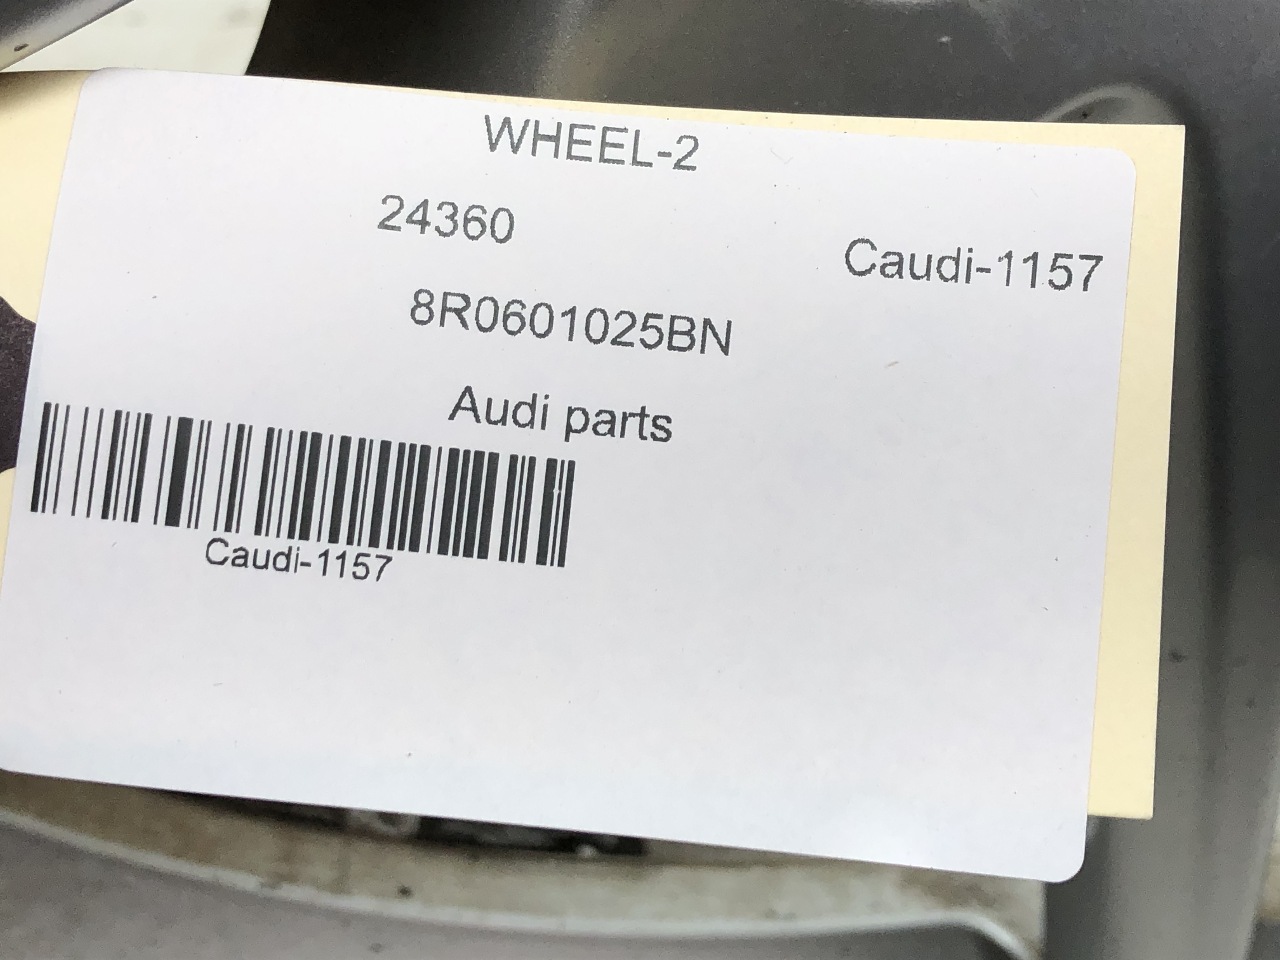 WHEEL-2
24360
Caudi-1157
8R0601025BN
Audi parts
Caudi-1157